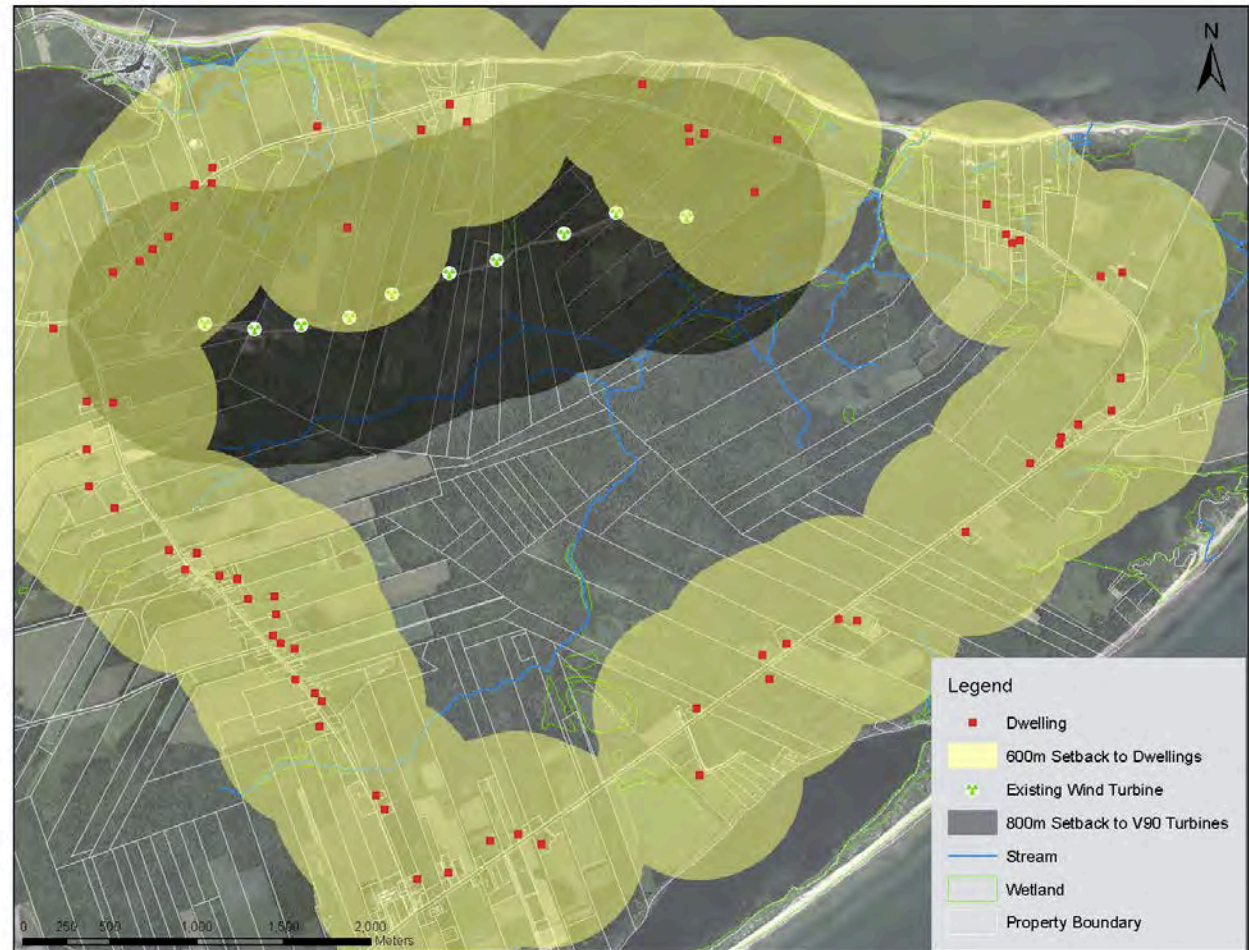 N
Legend
Dwelling
600m Setback to Dwellings
Existing Wind Turbine
800m Setback to V90 Turbines
Stream
Wetland
Property Boundary
0 250 500 1,000 1,500 2,000
Meters